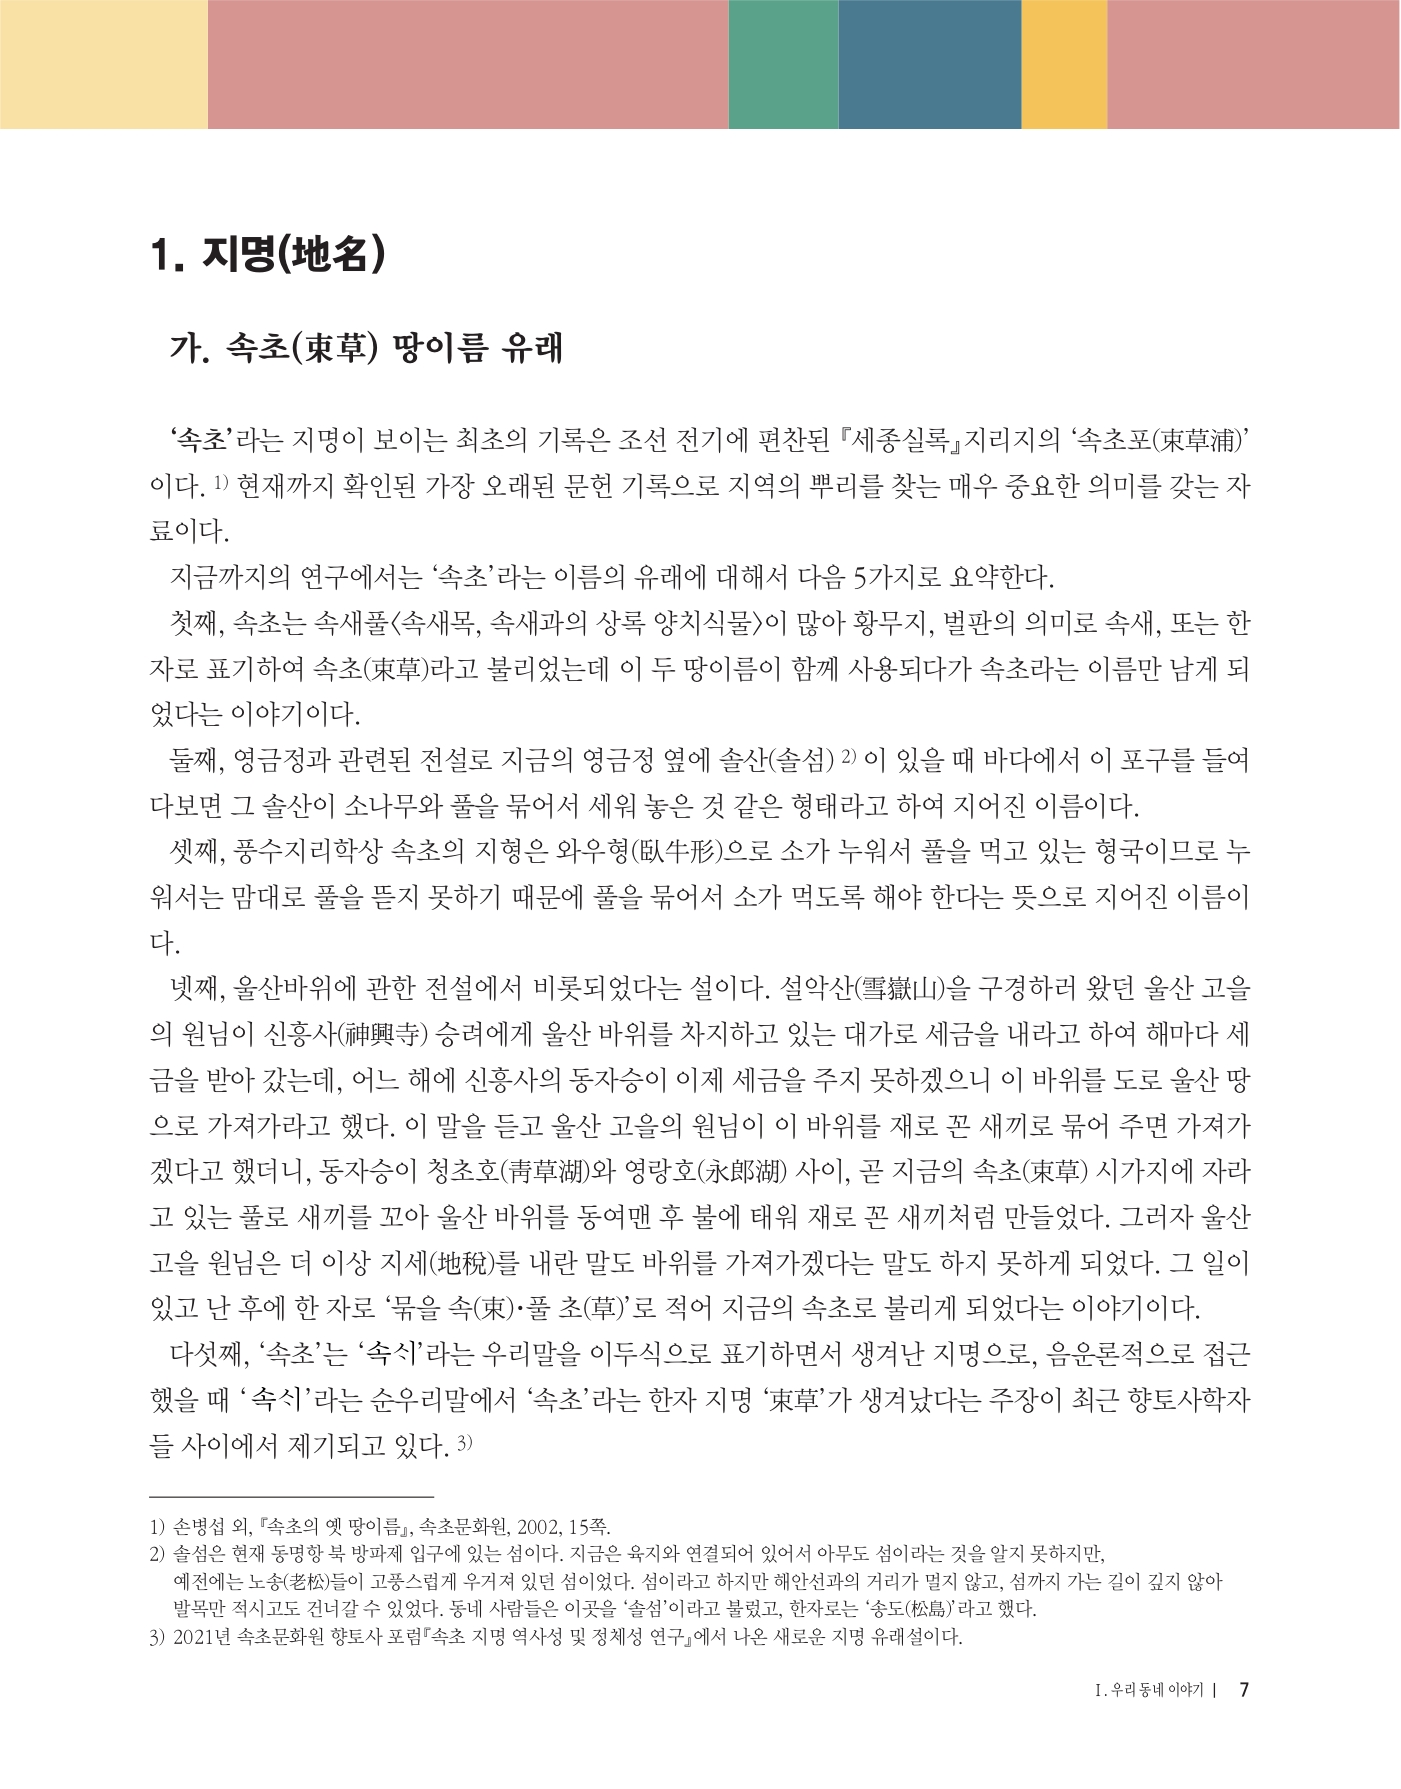 1. 지명(地名)
가. 속초(束草) 땅이름 유래
‘속초’라는 지명이 보이는 최초의 기록은 조선 전기에 편찬된 『세종실록』지리지의 ‘속초포(束草浦)’
이다. 1) 현재까지 확인된 가장 오래된 문헌 기록으로 지역의 뿌리를 찾는 매우 중요한 의미를 갖는 자
료이다.
지금까지의 연구에서는 ‘속초’라는 이름의 유래에 대해서 다음 5가지로 요약한다.
첫째, 속초는 속새풀〈속새목, 속새과의 상록 양치식물〉이 많아 황무지, 벌판의 의미로 속새, 또는 한
자로 표기하여 속초(束草)라고 불리었는데 이 두 땅이름이 함께 사용되다가 속초라는 이름만 남게 되
었다는 이야기이다.
둘째, 영금정과 관련된 전설로 지금의 영금정 옆에 솔산(솔섬) 2) 이 있을 때 바다에서 이 포구를 들여
다보면 그 솔산이 소나무와 풀을 묶어서 세워 놓은 것 같은 형태라고 하여 지어진 이름이다.
셋째, 풍수지리학상 속초의 지형은 와우형(臥牛形)으로 소가 누워서 풀을 먹고 있는 형국이므로 누
워서는 맘대로 풀을 뜯지 못하기 때문에 풀을 묶어서 소가 먹도록 해야 한다는 뜻으로 지어진 이름이
다.
넷째, 울산바위에 관한 전설에서 비롯되었다는 설이다. 설악산(雪嶽山)을 구경하러 왔던 울산 고을
의 원님이 신흥사(神興寺) 승려에게 울산 바위를 차지하고 있는 대가로 세금을 내라고 하여 해마다 세
금을 받아 갔는데, 어느 해에 신흥사의 동자승이 이제 세금을 주지 못하겠으니 이 바위를 도로 울산 땅
으로 가져가라고 했다. 이 말을 듣고 울산 고을의 원님이 이 바위를 재로 꼰 새끼로 묶어 주면 가져가
겠다고 했더니, 동자승이 청초호(靑草湖)와 영랑호(永郎湖) 사이, 곧 지금의 속초(束草) 시가지에 자라
고 있는 풀로 새끼를 꼬아 울산 바위를 동여맨 후 불에 태워 재로 꼰 새끼처럼 만들었다. 그러자 울산
고을 원님은 더 이상 지세(地稅)를 내란 말도 바위를 가져가겠다는 말도 하지 못하게 되었다. 그 일이
있고 난 후에 한 자로 ‘묶을 속(束)·풀 초(草)’로 적어 지금의 속초로 불리게 되었다는 이야기이다.
다섯째, ‘속초’는 ‘속ᄉᆡ’라는 우리말을 이두식으로 표기하면서 생겨난 지명으로, 음운론적으로 접근
했을 때 ‘속ᄉᆡ’라는 순우리말에서 ‘속초’라는 한자 지명 ‘束草’가 생겨났다는 주장이 최근 향토사학자
들 사이에서 제기되고 있다. 3)
1) 손병섭 외, 『속초의 옛 땅이름』, 속초문화원, 2002, 15쪽.
2) 솔섬은 현재 동명항 북 방파제 입구에 있는 섬이다. 지금은 육지와 연결되어 있어서 아무도 섬이라는 것을 알지 못하지만,
예전에는 노송(老松)들이 고풍스럽게 우거져 있던 섬이었다. 섬이라고 하지만 해안선과의 거리가 멀지 않고, 섬까지 가는 길이 깊지 않아
발목만 적시고도 건너갈 수 있었다. 동네 사람들은 이곳을 ‘솔섬’이라고 불렀고, 한자로는 ‘송도(松島)’라고 했다.
3) 2021년 속초문화원 향토사 포럼『속초 지명 역사성 및 정체성 연구』에서 나온 새로운 지명 유래설이다.
Ⅰ. 우리 동네 이야기 | 7